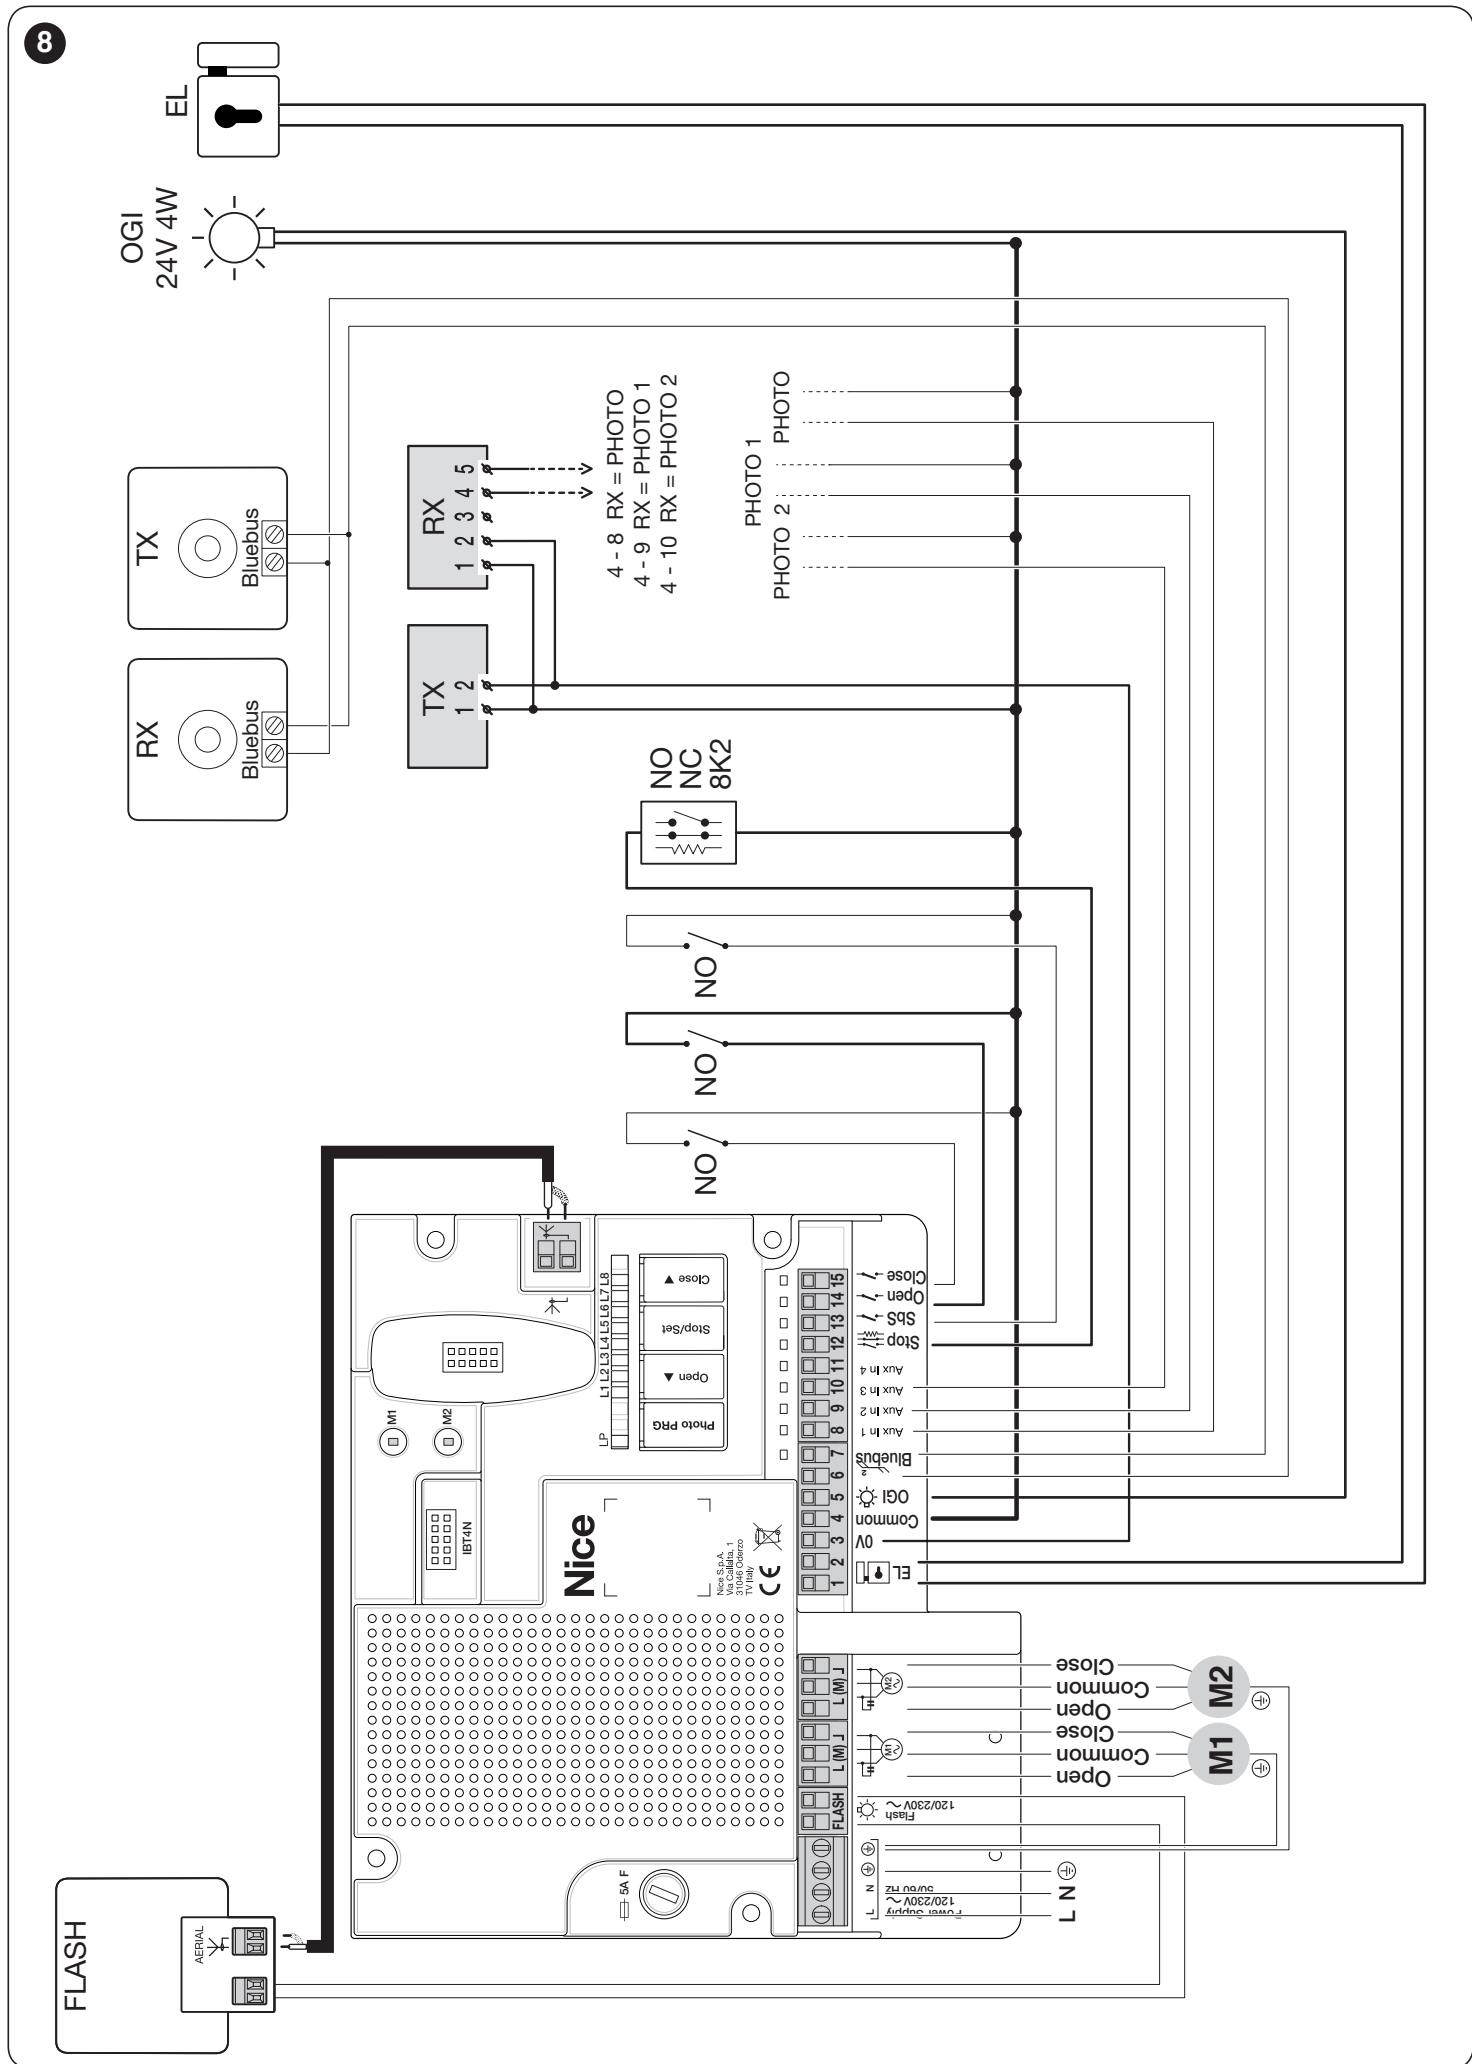 8
EL
OGI
24V 4W
TX
Bluebus
RX
Bluebus
RX
1 2 3 4 5
4 - 8 RX = PHOTO
4 - 9 RX = PHOTO 1
4 - 10 RX = PHOTO 2
PHOTO
PHOTO 1
PHOTO 2
TX
1 2
NO
NC
8K2
NO
NO
NO
M1
M2
IBT4N
LP L1 L2 L3 L4 L5 L6 L7 L8
Photo PRG
Open ▲
Stop/Set
Close ▼
Nice
Nice S.p.A.
Via Callalta, 1
31046 Oderzo
TV Italy
CE
1 2 3 4 5 6 7 8 9 10 11 12 13 14 15
EL
0V
Common
OGI
2
Bluebus
Aux In 1
Aux In 2
Aux In 3
Aux In 4
Stop
SbS
Open
Close
L (M)
L (M)
FLASH
M2
M1
Close
Common
Open
M2
Close
Common
Open
M1
Flash
120/230V ~
L N
Power Supply
120/230V ~
50/60 Hz
L N
5A F
FLASH
AERIAL